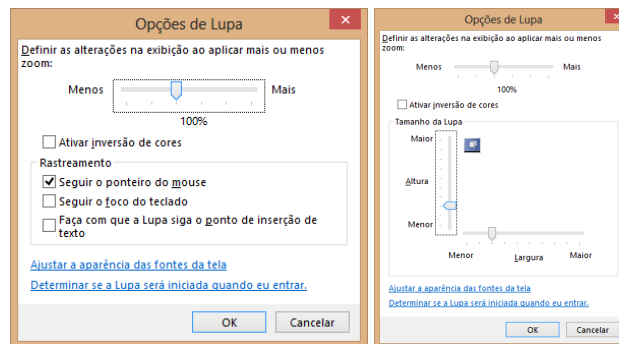 Opções de Lupa
Definir as alterações na exibição ao aplicar mais ou menos
zoom:
Menos
Mais
100%
Ativar inversão de cores
Rastreamento
Seguir o ponteiro do mouse
Seguir o foco do teclado
Faça com que a Lupa siga o ponto de inserção de
texto
Ajustar a aparência das fontes da tela
Determinar se a Lupa será iniciada quando eu entrar.
OK
Cancelar
Opções de Lupa
Definir as alterações na exibição ao aplicar mais ou menos
zoom:
Menos
Mais
100%
Ativar inversão de cores
Tamanho da Lupa
Maior
Altura
Menor
Menor
Largura
Maior
Ajustar a aparência das fontes da tela
Determinar se a Lupa será iniciada quando eu entrar.
OK
Cancelar